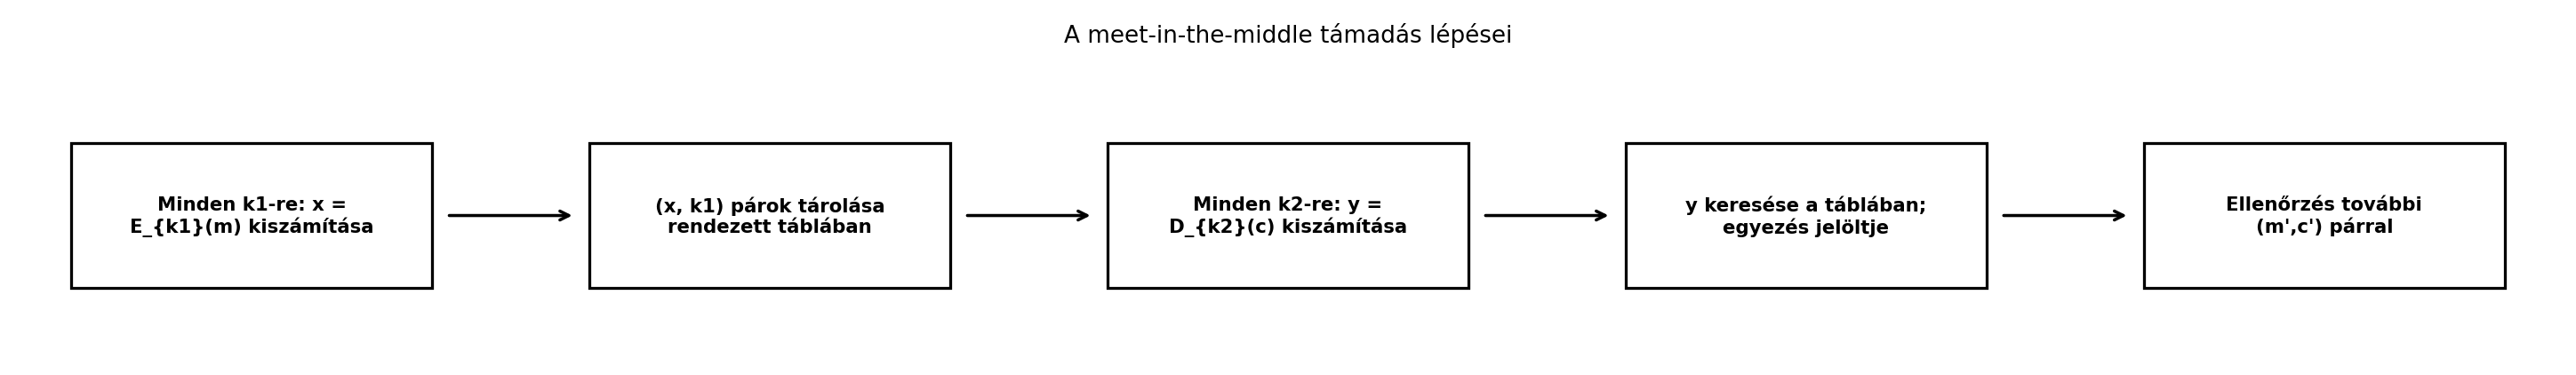 A meet-in-the-middle támadás lépései
Minden k1-re: x =
E_{k1}(m) kiszámítása
(x, k1) párok tárolása
rendezett táblában
Minden k2-re: y =
D_{k2}(c) kiszámítása
y keresése a táblában;
egyezés jelöltje
Ellenőrzés további
(m',c') párral